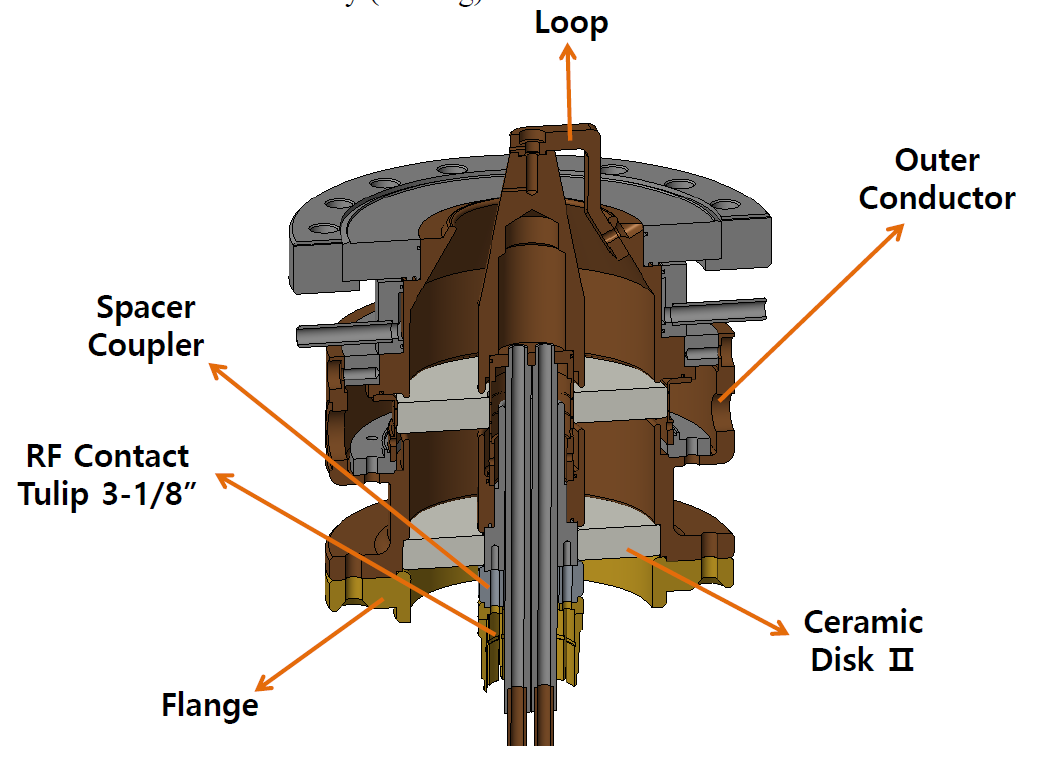 Loop
Outer
Conductor
Spacer
Coupler
RF Contact
Tulip 3-1/8”
Ceramic
Disk Ⅱ
Flange